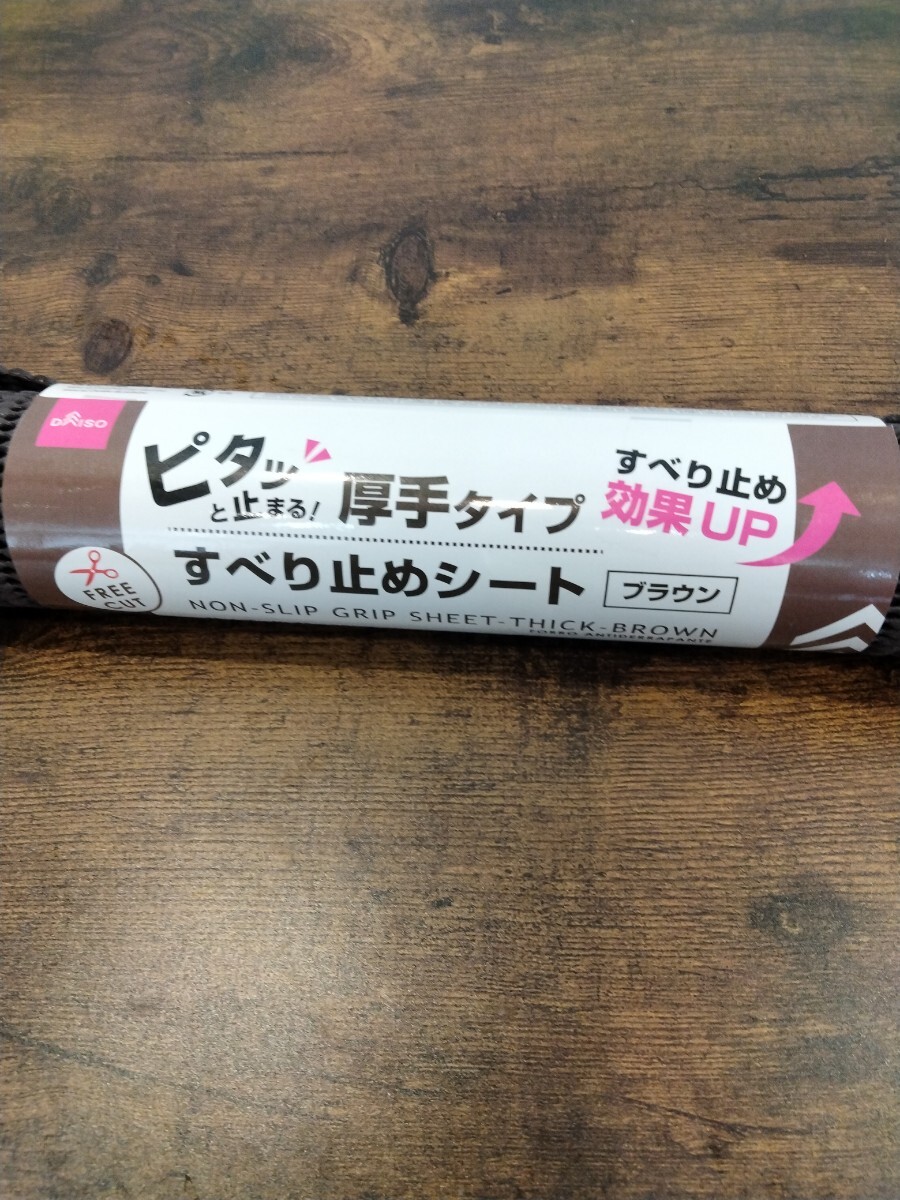 DAISO
ピタッ
と止まる!
厚手タイプ
すべり止め
効果UP
すべり止めシート
ブラウン
FREE
CUT
NON-SLIP GRIP SHEET-THICK-BROWN
FORRO ANTIDERRAPANTE